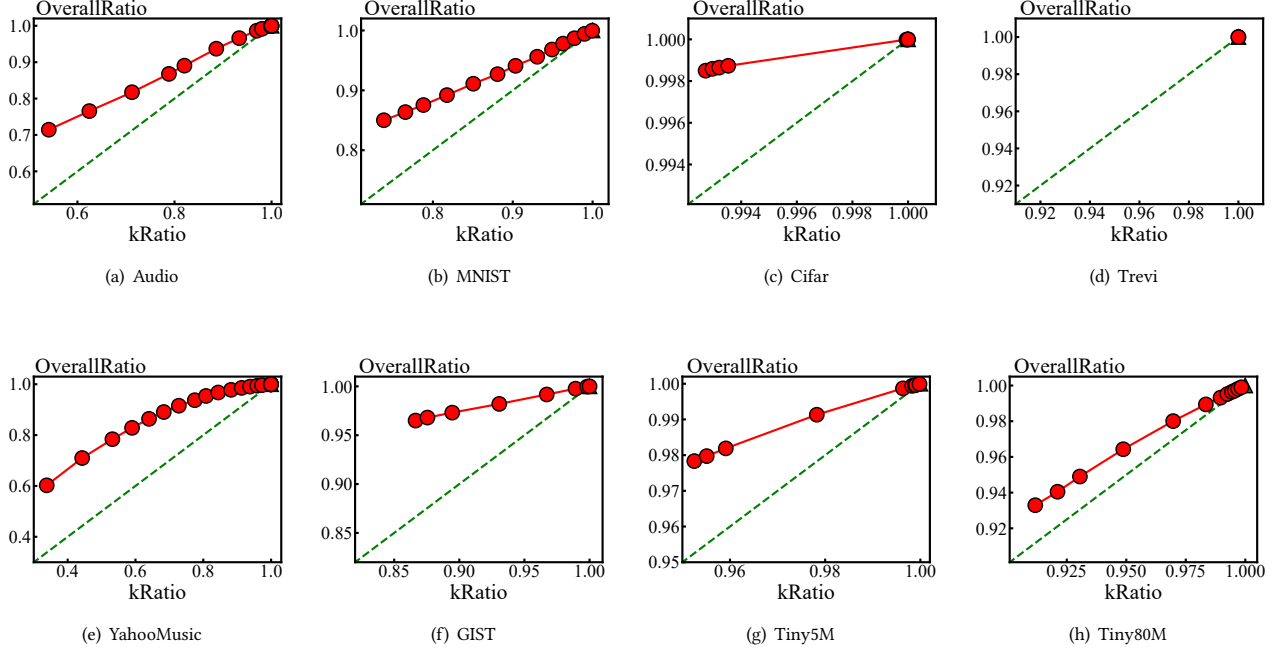 OverallRatio
1.0
0.9
0.8
0.7
0.6
0.6 0.8 1.0
kRatio
(a) Audio
OverallRatio
1.0
0.9
0.8
0.8 0.9 1.0
kRatio
(b) MNIST
OverallRatio
1.000
0.998
0.996
0.994
0.994 0.996 0.998 1.000
kRatio
(c) Cifar
OverallRatio
1.00
0.98
0.96
0.94
0.92
0.92 0.94 0.96 0.98 1.00
kRatio
(d) Trevi
OverallRatio
1.0
0.8
0.6
0.4
0.4 0.6 0.8 1.0
kRatio
(e) YahooMusic
OverallRatio
1.00
0.95
0.90
0.85
0.85 0.90 0.95 1.00
kRatio
(f) GIST
OverallRatio
1.00
0.99
0.98
0.97
0.96
0.95
0.96 0.98 1.00
kRatio
(g) Tiny5M
OverallRatio
1.00
0.98
0.96
0.94
0.92
0.925 0.950 0.975 1.000
kRatio
(h) Tiny80M